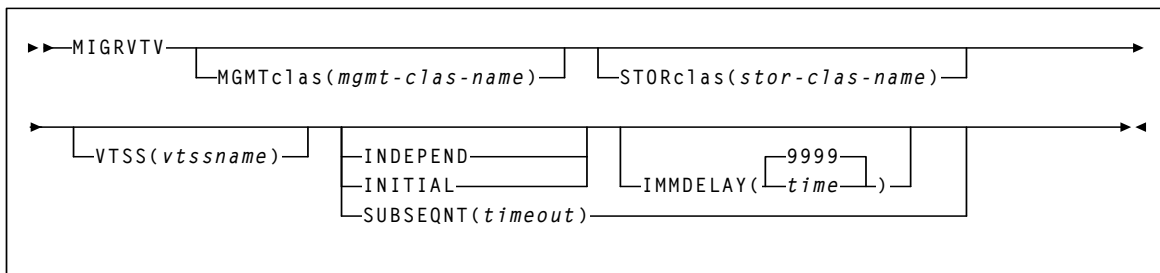 MIGRVTV
MGMTclas(mgmt-clas-name)
STORclas(stor-clas-name)
VTSS(vtssname)
INDEPEND
INITIAL
SUBSEQNT(timeout)
IMMDELAY(
9999
time
)